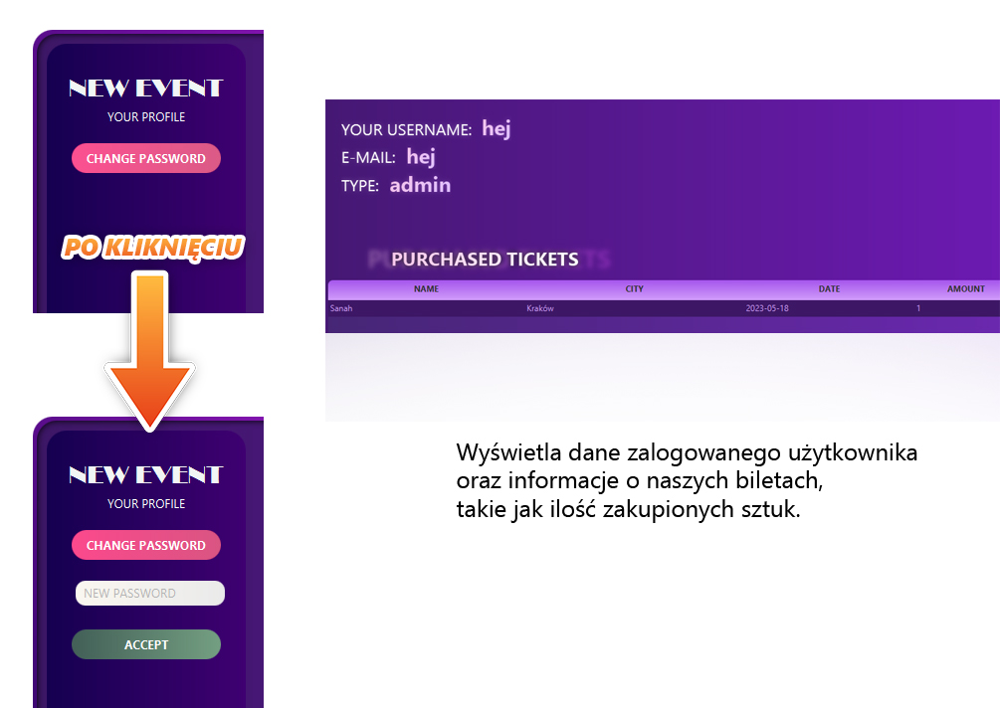 NEW EVENT
YOUR PROFILE
CHANGE PASSWORD
PO KLIKNIĘCIU
NEW EVENT
YOUR PROFILE
CHANGE PASSWORD
NEW PASSWORD
ACCEPT
YOUR USERNAME: hej
E-MAIL: hej
TYPE: admin
PURCHASED TICKETS
NAME CITY DATE AMOUNT
Sanah Kraków 2023-05-18 1
Wyświetla dane zalogowanego użytkownika
oraz informacje o naszych biletach,
takie jak ilość zakupionych sztuk.